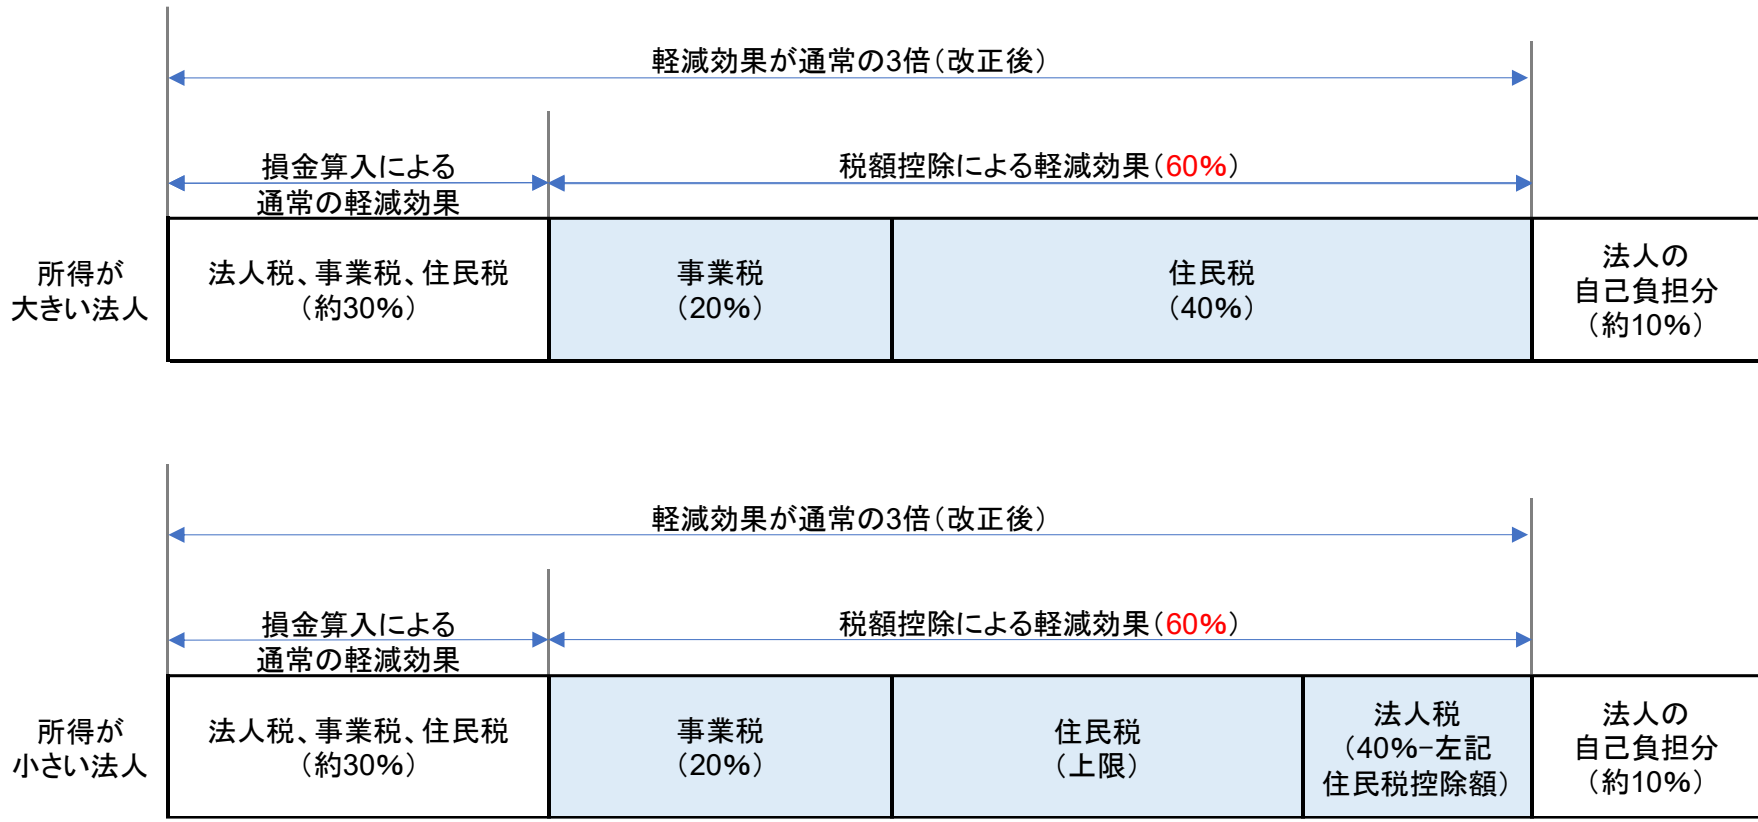 軽減効果が通常の3倍（改正後）
損金算入による
通常の軽減効果
税額控除による軽減効果（60%）
所得が
大きい法人
法人税、事業税、住民税
（約30%）
事業税
（20%）
住民税
（40%）
法人の
自己負担分
（約10%）
軽減効果が通常の3倍（改正後）
損金算入による
通常の軽減効果
税額控除による軽減効果（60%）
所得が
小さい法人
法人税、事業税、住民税
（約30%）
事業税
（20%）
住民税
（上限）
法人税
（40%−左記
住民税控除額）
法人の
自己負担分
（約10%）